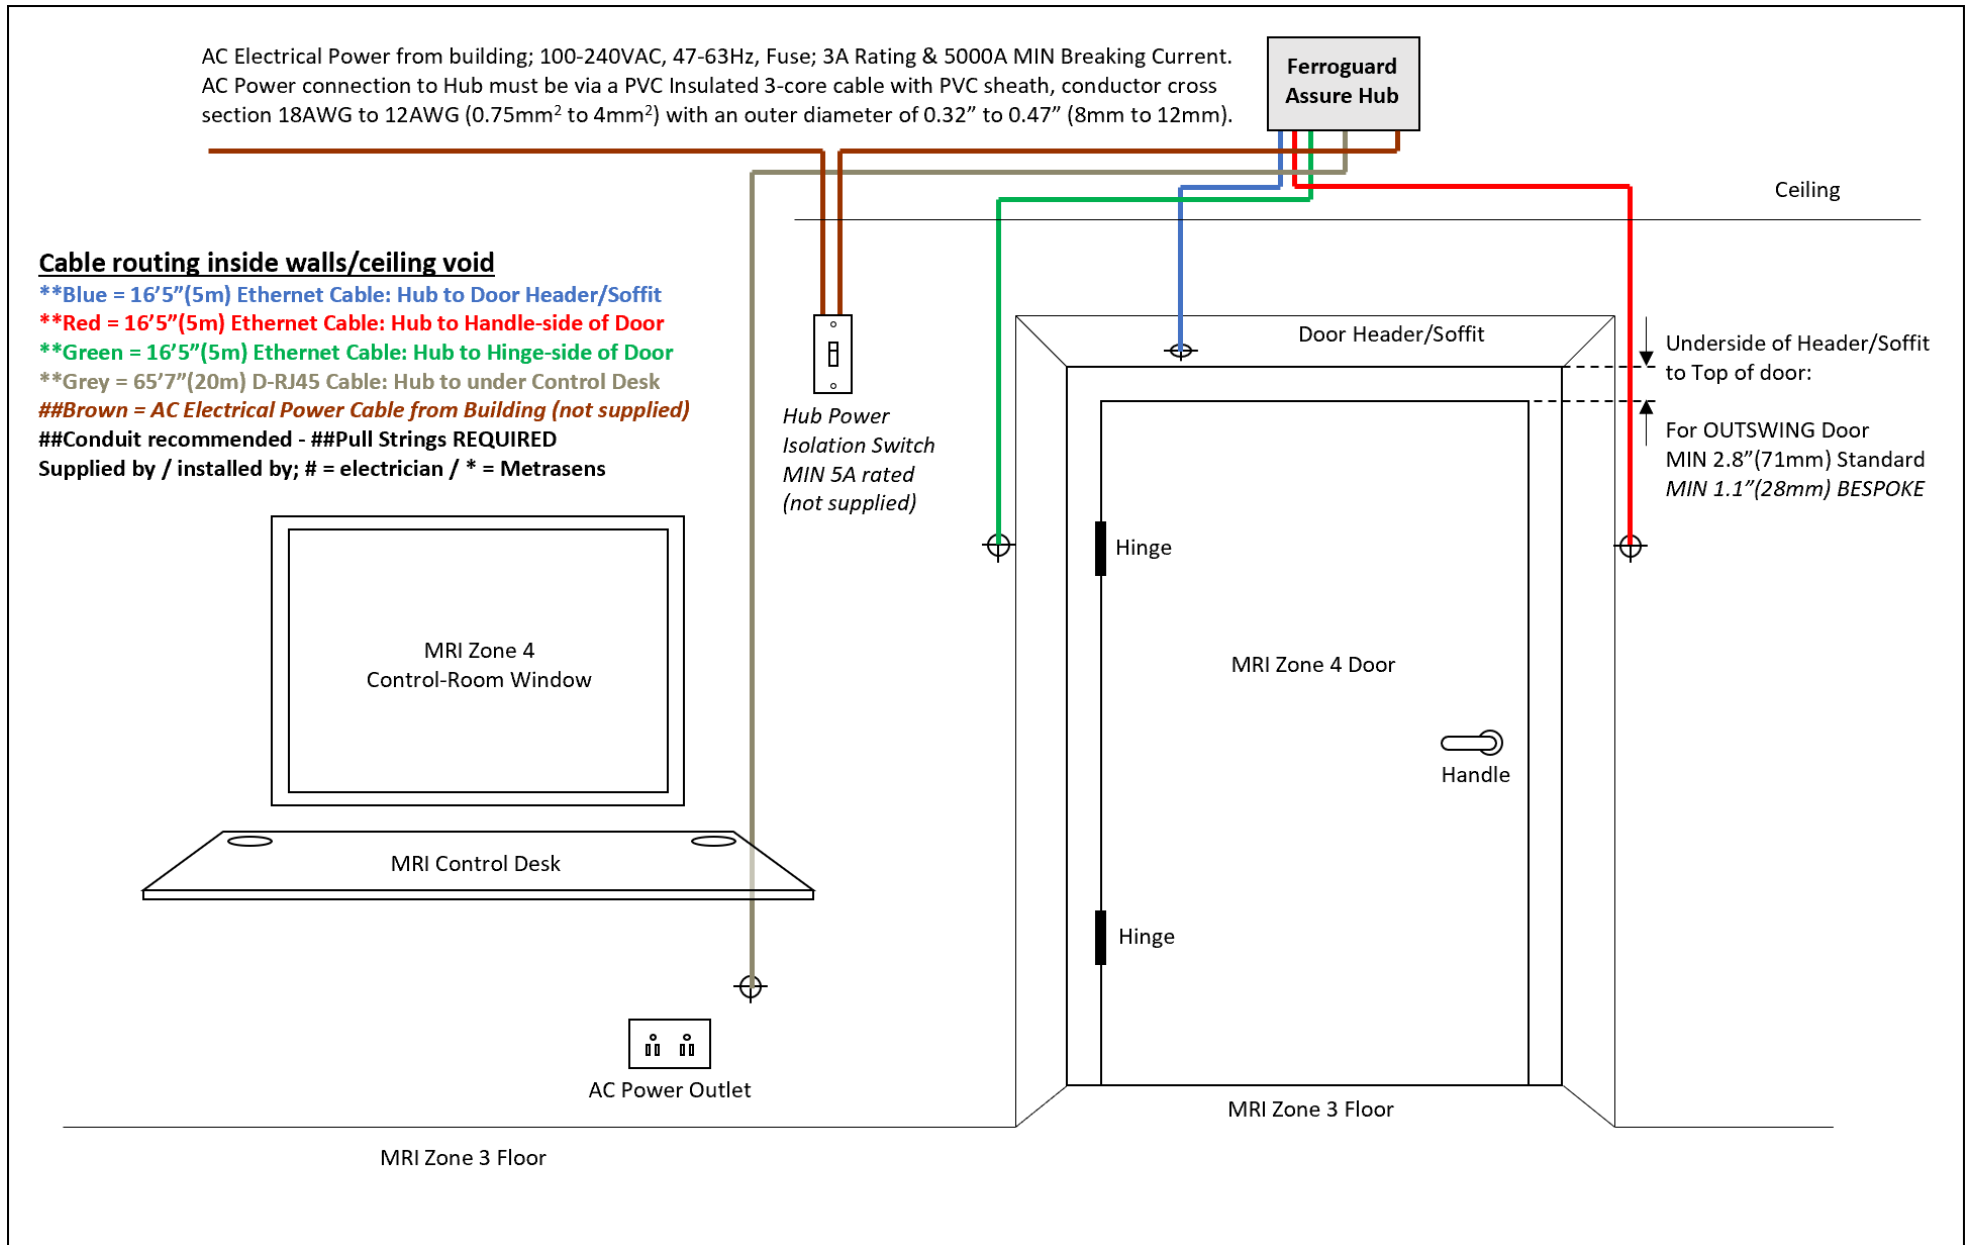 AC Electrical Power from building; 100-240VAC, 47-63Hz, Fuse; 3A Rating & 5000A MIN Breaking Current.
AC Power connection to Hub must be via a PVC Insulated 3-core cable with PVC sheath, conductor cross
section 18AWG to 12AWG (0.75mm² to 4mm²) with an outer diameter of 0.32” to 0.47” (8mm to 12mm).
Ferroguard
Assure Hub
Ceiling
Cable routing inside walls/ceiling void
**Blue = 16’5”(5m) Ethernet Cable: Hub to Door Header/Soffit
**Red = 16’5”(5m) Ethernet Cable: Hub to Handle-side of Door
**Green = 16’5”(5m) Ethernet Cable: Hub to Hinge-side of Door
**Grey = 65’7”(20m) D-RJ45 Cable: Hub to under Control Desk
##Brown = AC Electrical Power Cable from Building (not supplied)
##Conduit recommended - ##Pull Strings REQUIRED
Supplied by / installed by; # = electrician / * = Metrasens
Hub Power
Isolation Switch
MIN 5A rated
(not supplied)
Door Header/Soffit
Underside of Header/Soffit
to Top of door:
For OUTSWING Door
MIN 2.8”(71mm) Standard
MIN 1.1”(28mm) BESPOKE
Hinge
MRI Zone 4
Control-Room Window
MRI Zone 4 Door
Handle
MRI Control Desk
Hinge
AC Power Outlet
MRI Zone 3 Floor
MRI Zone 3 Floor